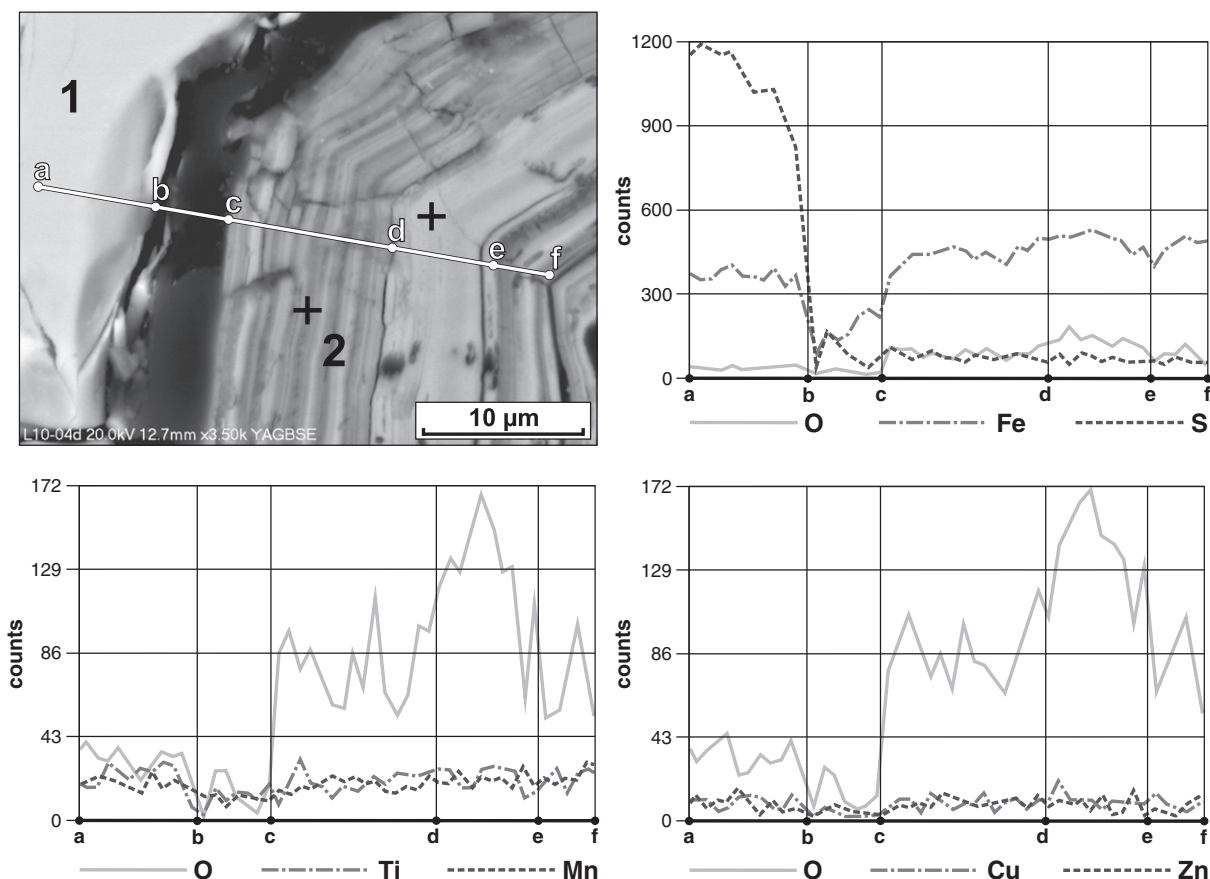 1
a
b
c
d
e
f
2
10 µm
L10-04d 20.0kV 12.7mm x3.50k YAGBSE
1200
900
600
300
0
counts
a b c d e f
O Fe S
172
129
86
43
0
counts
a b c d e f
O Ti Mn
172
129
86
43
0
counts
a b c d e f
O Cu Zn